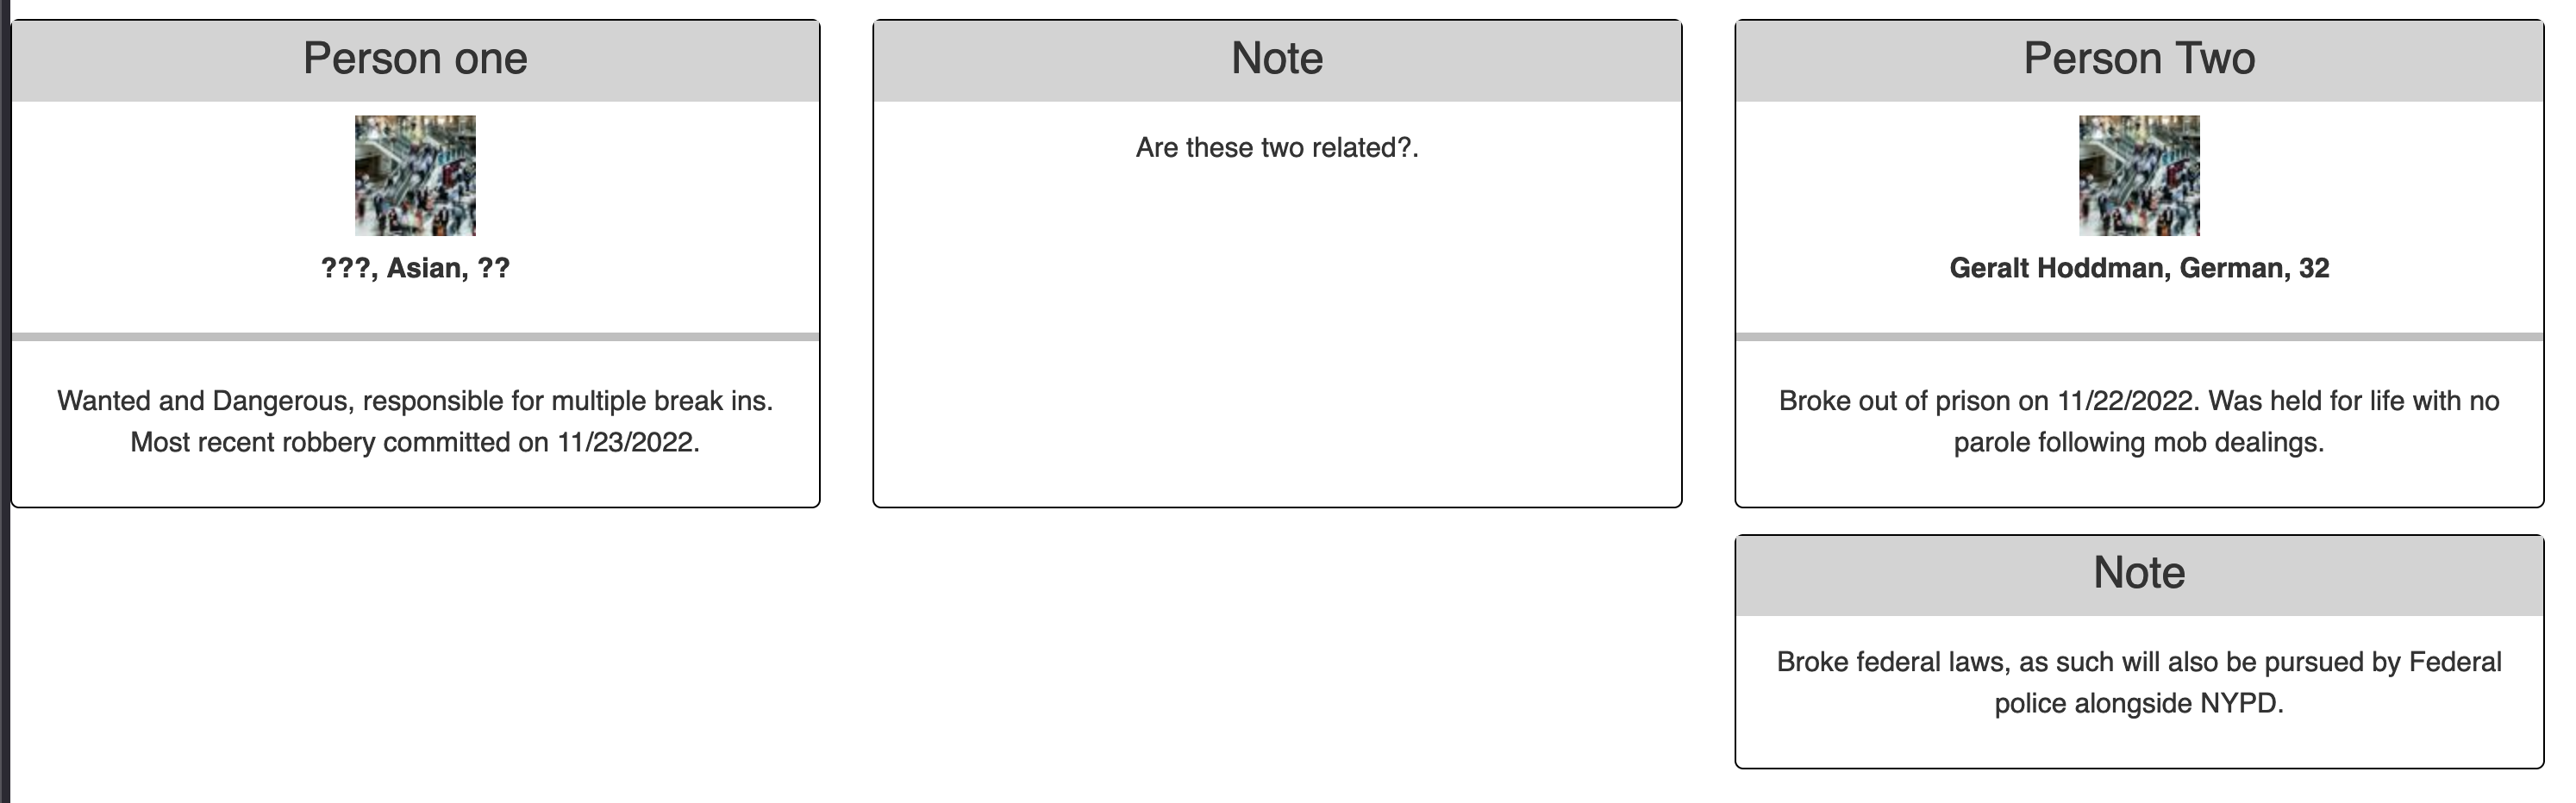 Person one
???, Asian, ??
Wanted and Dangerous, responsible for multiple break ins.
Most recent robbery committed on 11/23/2022.
Note
Are these two related?.
Person Two
Geralt Hoddman, German, 32
Broke out of prison on 11/22/2022. Was held for life with no
parole following mob dealings.
Note
Broke federal laws, as such will also be pursued by Federal
police alongside NYPD.